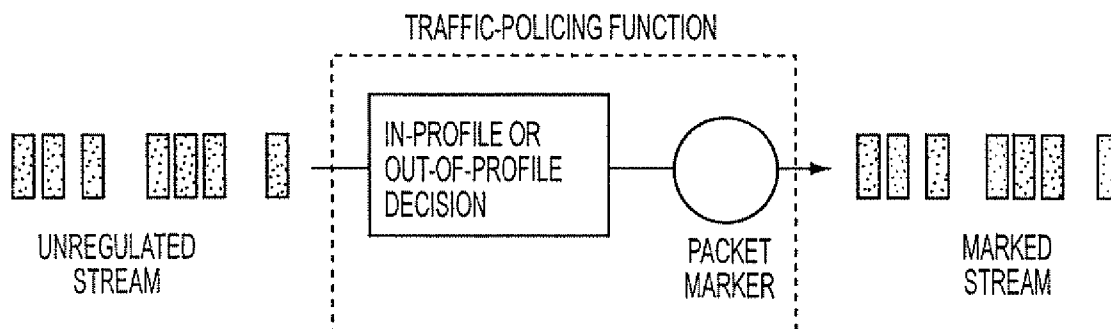 TRAFFIC-POLICING FUNCTION
IN-PROFILE OR
OUT-OF-PROFILE
DECISION
UNREGULATED
STREAM
PACKET
MARKER
MARKED
STREAM